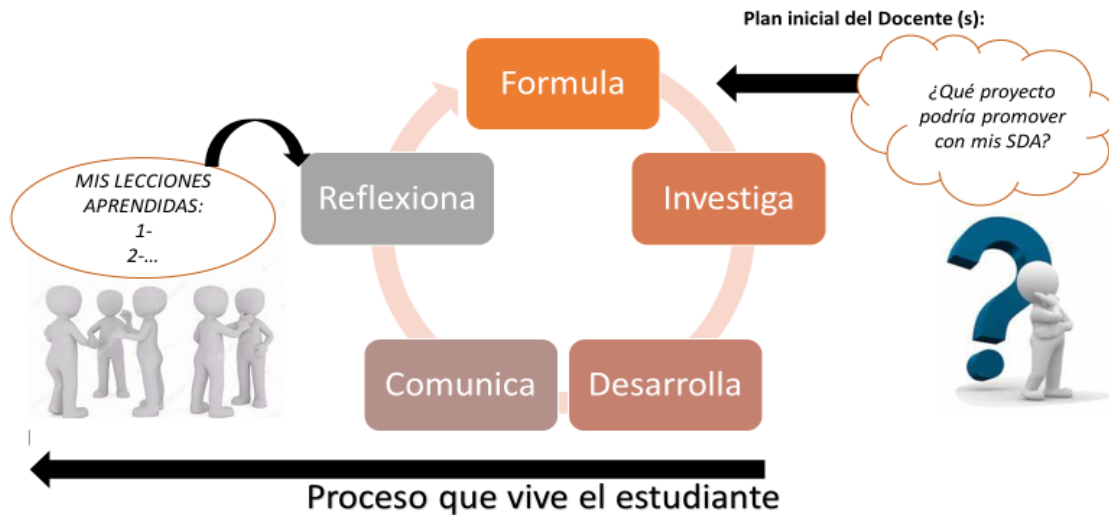 Plan inicial del Docente (s):
¿Qué proyecto
podría promover
con mis SDA?
Formula
Investiga
Desarrolla
Comunica
Reflexiona
MIS LECCIONES
APRENDIDAS:
1-
2-...
Proceso que vive el estudiante